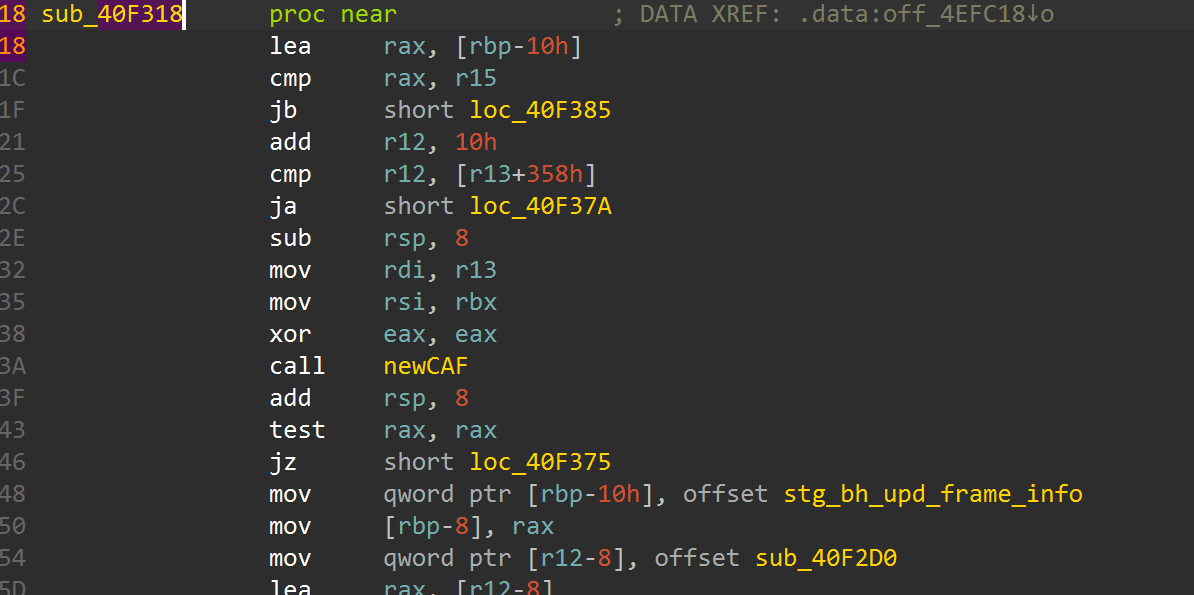 18 sub_40F318 proc near ; DATA XREF: .data:off_4EFC18↓o
18 lea rax, [rbp-10h]
1C cmp rax, r15
1F jb short loc_40F385
21 add r12, 10h
25 cmp r12, [r13+358h]
2C ja short loc_40F37A
2E sub rsp, 8
32 mov rdi, r13
35 mov rsi, rbx
38 xor eax, eax
3A call newCAF
3F add rsp, 8
43 test rax, rax
46 jz short loc_40F375
48 mov qword ptr [rbp-10h], offset stg_bh_upd_frame_info
50 mov [rbp-8], rax
54 mov qword ptr [r12-8], offset sub_40F2D0
5D lea rax, [r12-8]